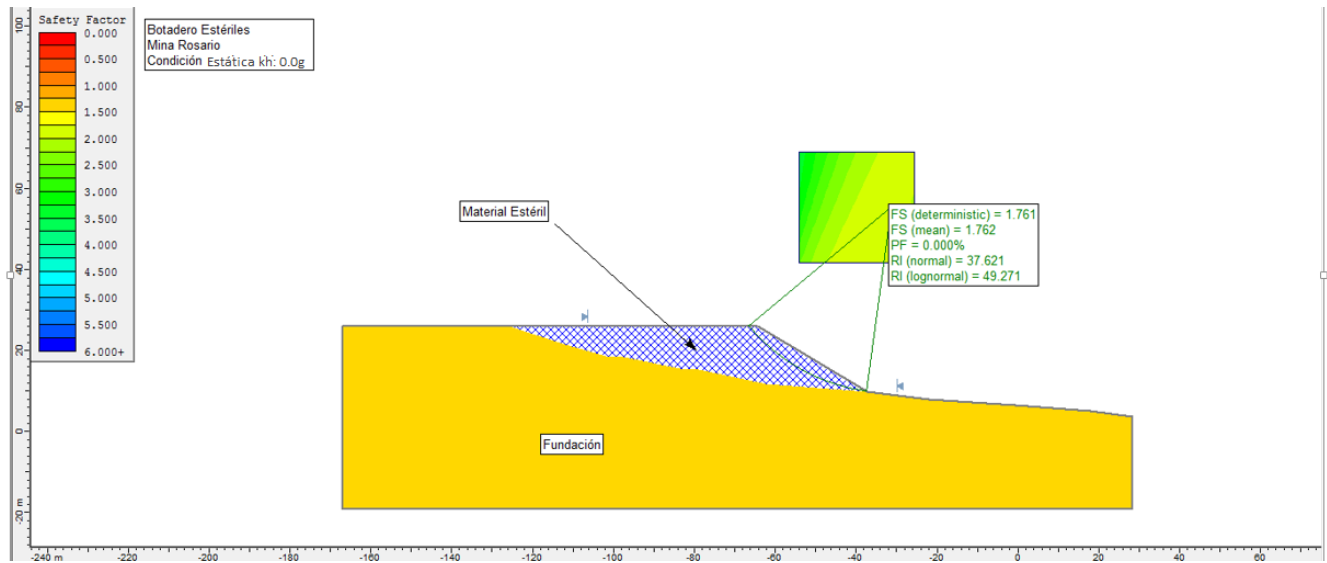 Safety Factor
0.000
0.500
1.000
1.500
2.000
2.500
3.000
3.500
4.000
4.500
5.000
5.500
6.000+
Botadero Estériles
Mina Rosario
Condición Estática kh: 0.0g
Material Estéril
FS (deterministic) = 1.761
FS (mean) = 1.762
PF = 0.000%
RI (normal) = 37.621
RI (lognormal) = 49.271
Fundación
100
80
60
40
20
0
-20 m
-240 m -220 -200 -180 -160 -140 -120 -100 -80 -60 -40 -20 0 20 40 60